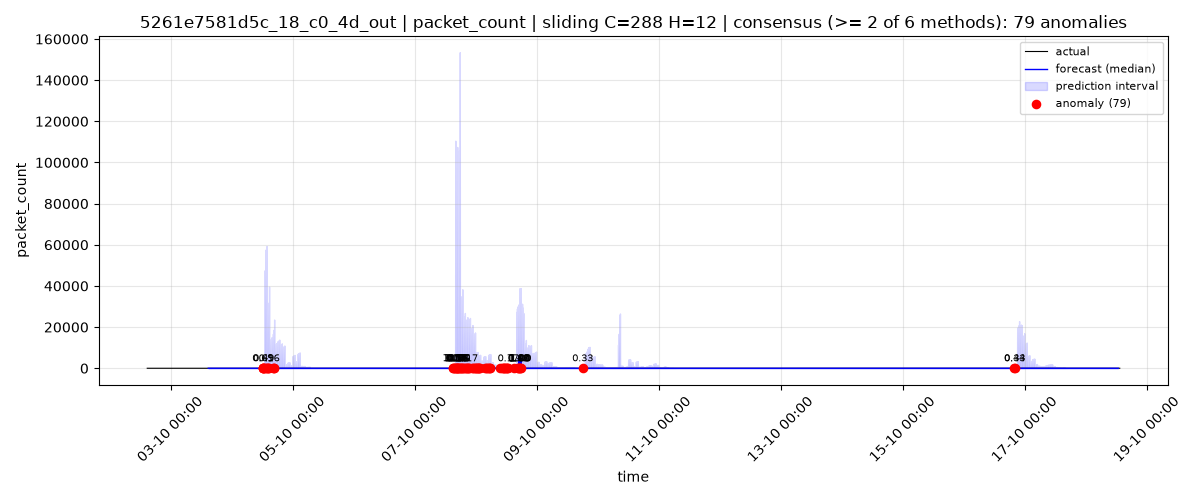 5261e7581d5c_18_c0_4d_out | packet_count | sliding C=288 H=12 | consensus (>= 2 of 6 methods): 79 anomalies
actual
forecast (median)
prediction interval
anomaly (79)
packet_count
160000
140000
120000
100000
80000
60000
40000
20000
0
0.33
03-10 00:00
05-10 00:00
07-10 00:00
09-10 00:00
11-10 00:00
13-10 00:00
15-10 00:00
17-10 00:00
19-10 00:00
time